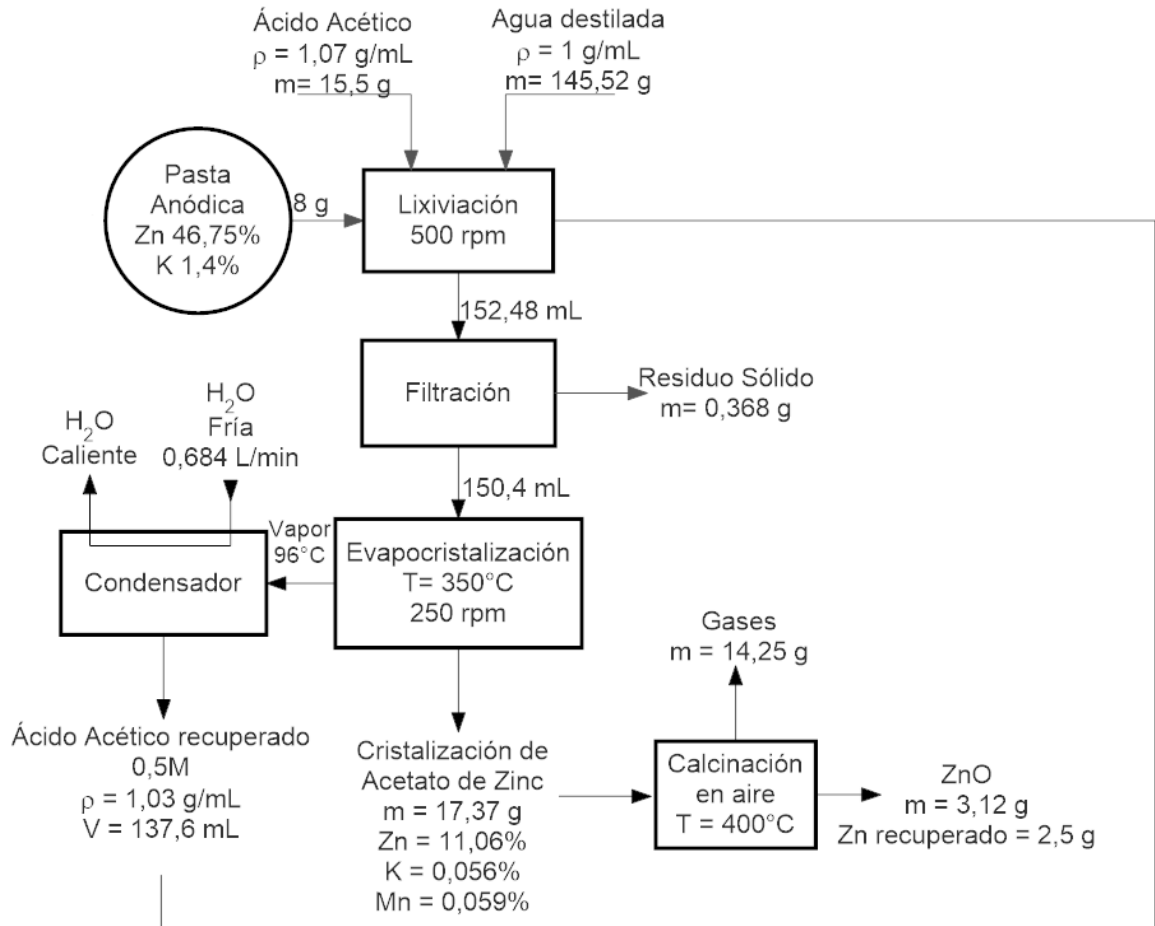 Ácido Acético
ρ = 1,07 g/mL
m= 15,5 g
Agua destilada
ρ = 1 g/mL
m= 145,52 g
Pasta
Anódica
Zn 46,75%
K 1,4%
8 g
Lixiviación
500 rpm
152,48 mL
Filtración
Residuo Sólido
m= 0,368 g
H₂O
Caliente
H₂O
Fría
0,684 L/min
150,4 mL
Vapor
96°C
Condensador
Evapocristalización
T= 350°C
250 rpm
Gases
m = 14,25 g
Ácido Acético recuperado
0,5M
ρ = 1,03 g/mL
V = 137,6 mL
Cristalización de
Acetato de Zinc
m = 17,37 g
Zn = 11,06%
K = 0,056%
Mn = 0,059%
Calcinación
en aire
T = 400°C
ZnO
m = 3,12 g
Zn recuperado = 2,5 g